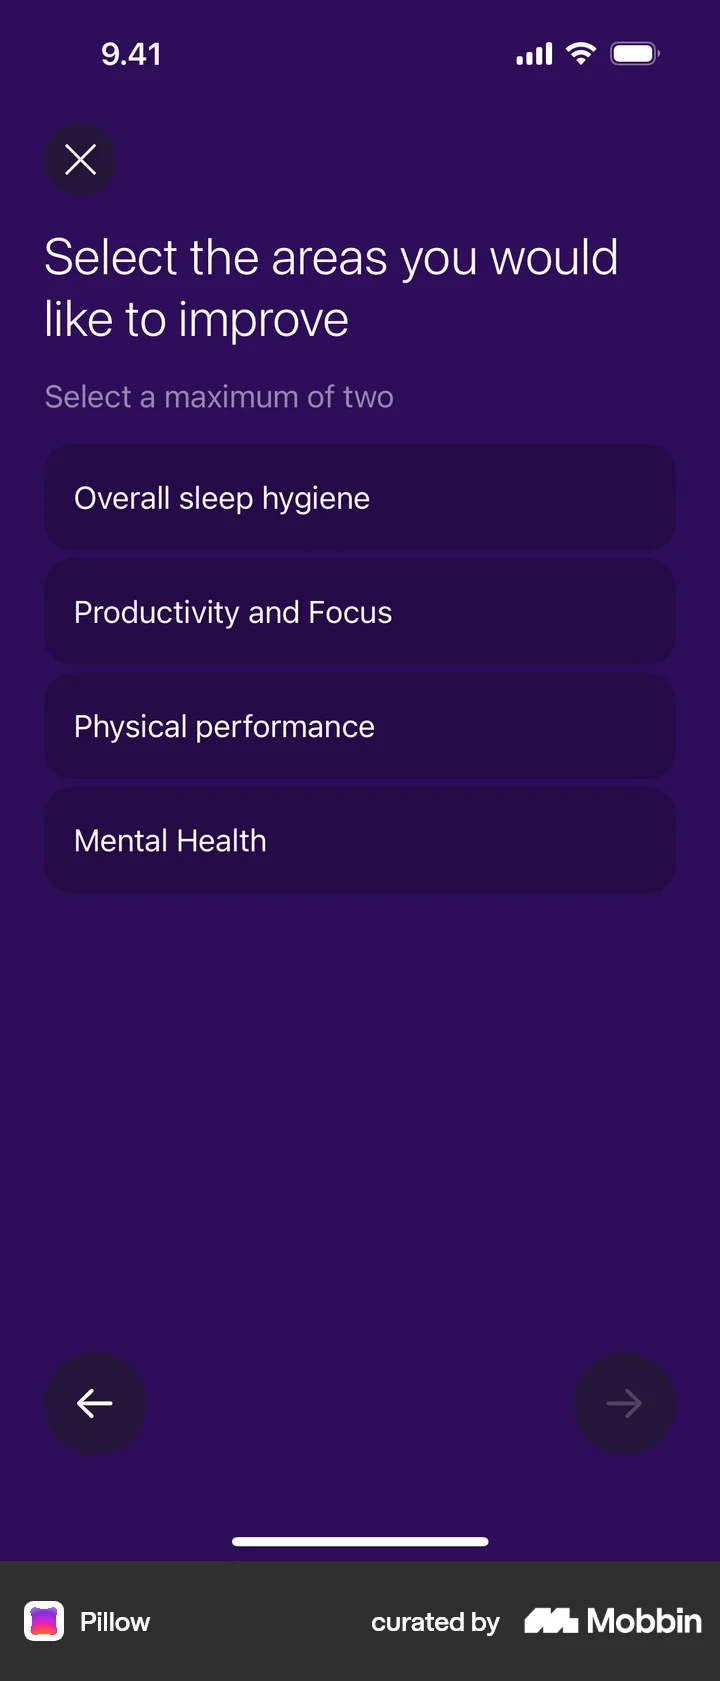 9.41
Select the areas you would
like to improve
Select a maximum of two
Overall sleep hygiene
Productivity and Focus
Physical performance
Mental Health
Pillow
curated by Mobbin